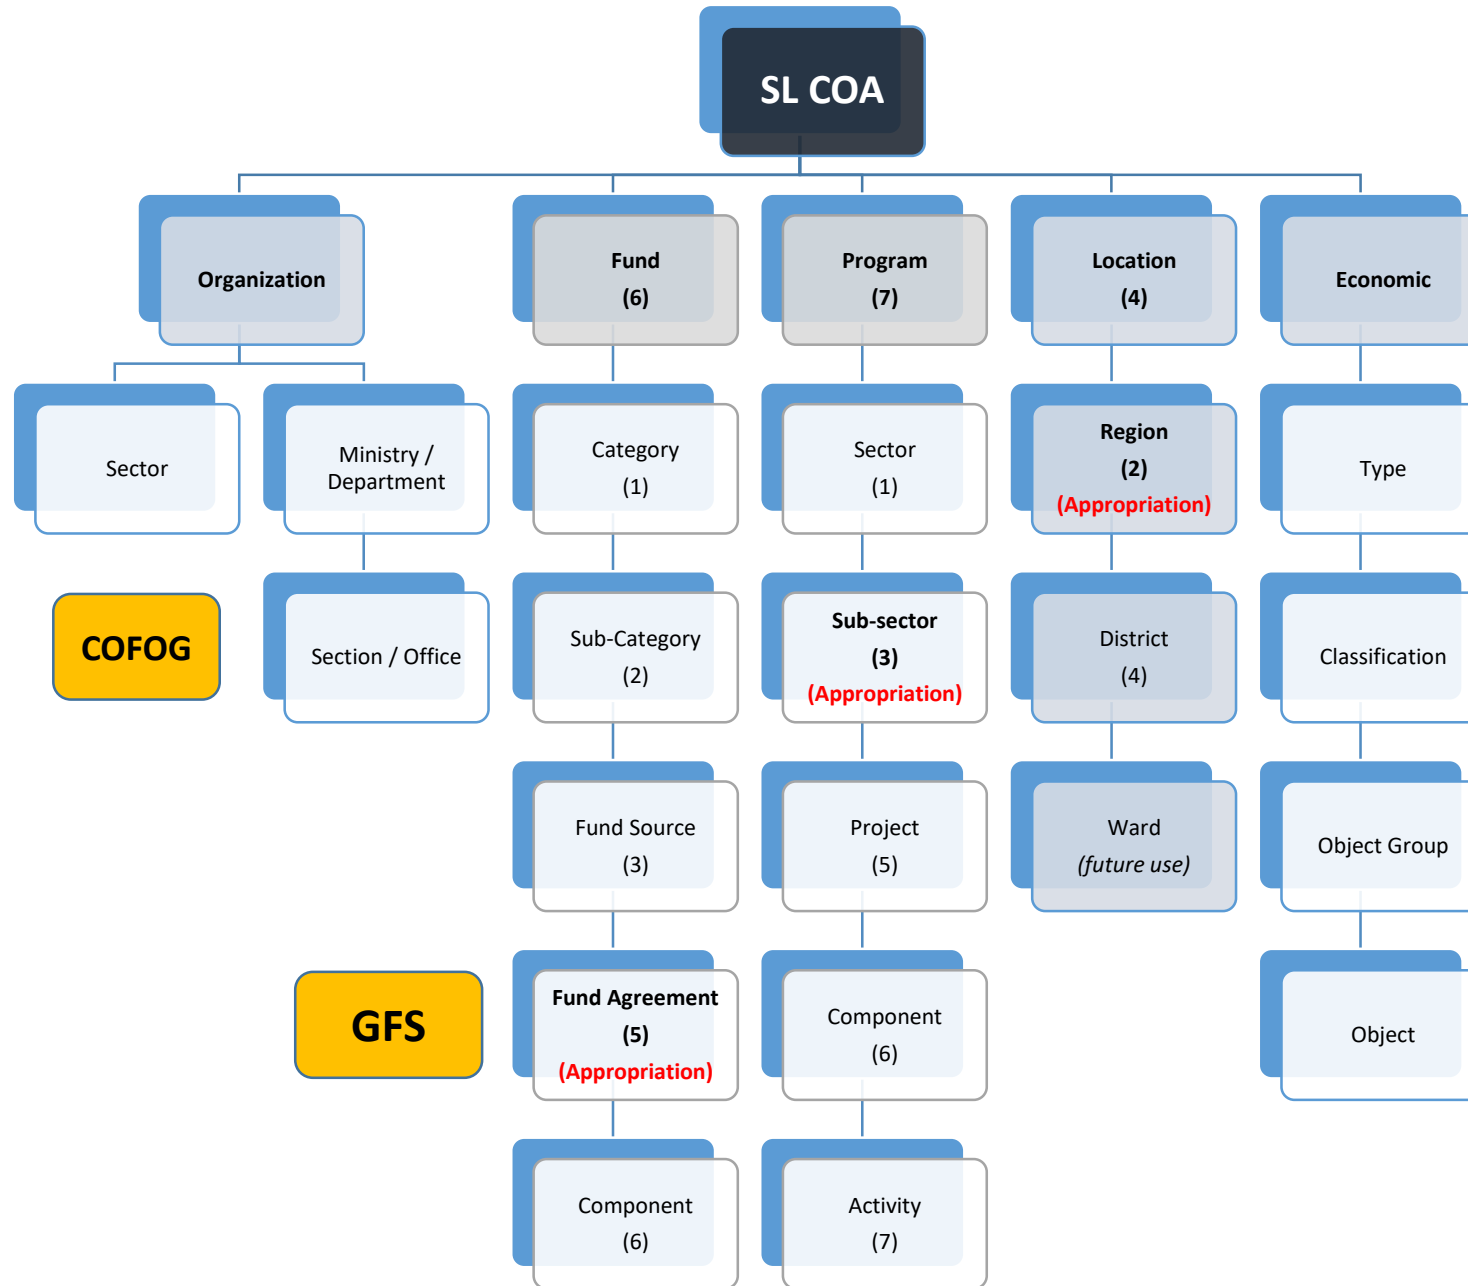 SL COA
Organization
Fund
(6)
Program
(7)
Location
(4)
Economic
Sector
Ministry /
Department
Category
(1)
Sector
(1)
Region
(2)
(Appropriation)
Type
COFOG
Section / Office
Sub-Category
(2)
Sub-sector
(3)
(Appropriation)
District
(4)
Classification
Fund Source
(3)
Project
(5)
Ward
(future use)
Object Group
GFS
Fund Agreement
(5)
(Appropriation)
Component
(6)
Object
Component
(6)
Activity
(7)